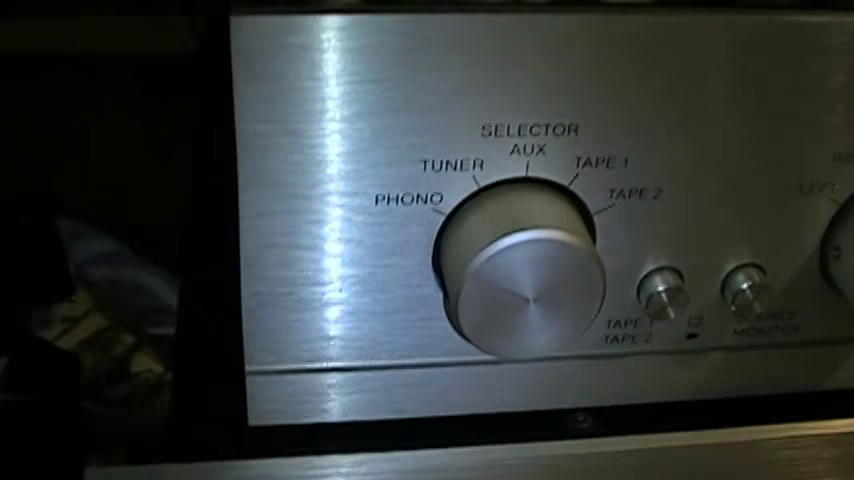 SELECTOR
AUX
TUNER
TAPE 1
PHONO
TAPE 2
LEFT
TAPE 1
TAPE 2
MONITOR